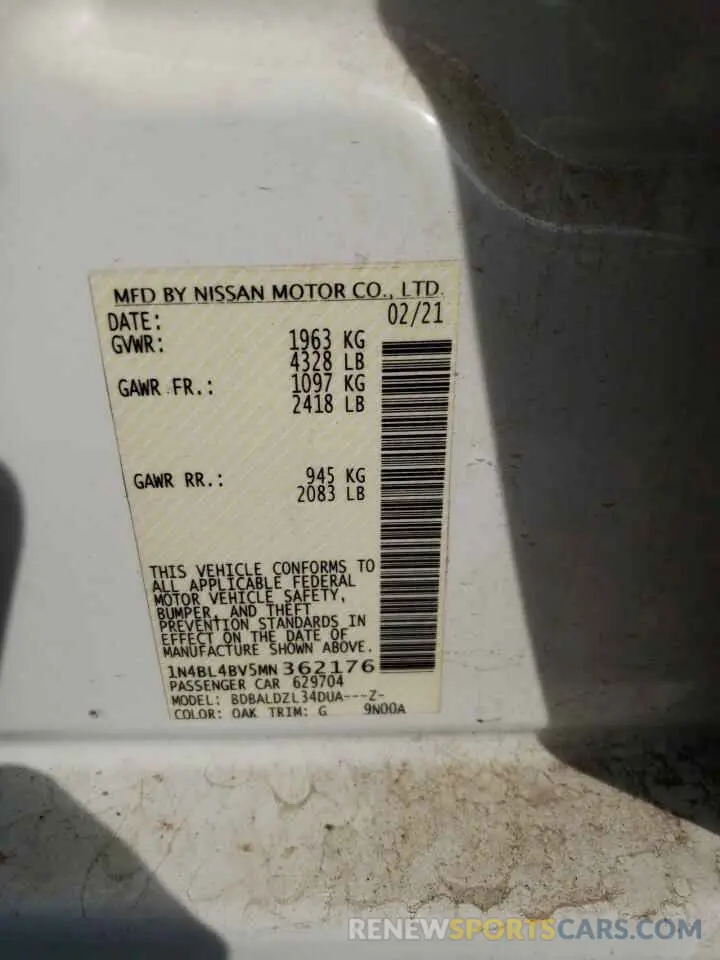 MFD BY NISSAN MOTOR CO., LTD.
DATE: 02/21
GVWR: 1963 KG
4328 LB
GAWR FR.: 1097 KG
2418 LB
GAWR RR.: 945 KG
2083 LB
THIS VEHICLE CONFORMS TO
ALL APPLICABLE FEDERAL
MOTOR VEHICLE SAFETY,
BUMPER, AND THEFT
PREVENTION STANDARDS IN
EFFECT ON THE DATE OF
MANUFACTURE SHOWN ABOVE.
1N4BL4BV5MN362176
PASSENGER CAR 629704
MODEL: BDBALDZL34DUA---Z-
COLOR: QAK TRIM: G 9N00A
RENEWSPORTSCARS.COM